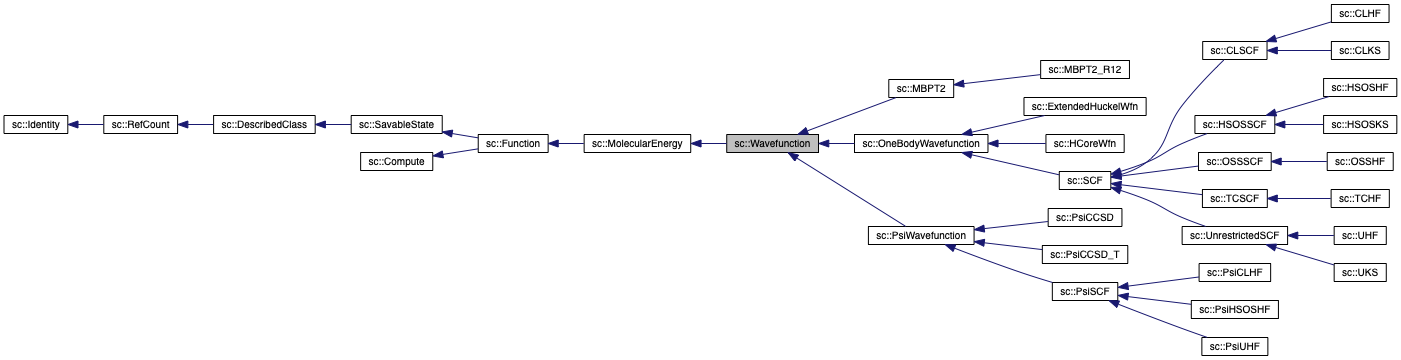 sc::Identity
sc::RefCount
sc::DescribedClass
sc::SavableState
sc::Compute
sc::Function
sc::MolecularEnergy
sc::Wavefunction
sc::MBPT2
sc::MBPT2_R12
sc::OneBodyWavefunction
sc::ExtendedHuckelWfn
sc::HCoreWfn
sc::SCF
sc::CLSCF
sc::CLHF
sc::CLKS
sc::HSOSSCF
sc::HSOSHF
sc::HSOSKS
sc::OSSSCF
sc::OSSHF
sc::TCSCF
sc::TCHF
sc::UnrestrictedSCF
sc::UHF
sc::UKS
sc::PsiWavefunction
sc::PsiCCSD
sc::PsiCCSD_T
sc::PsiSCF
sc::PsiCLHF
sc::PsiHSOSHF
sc::PsiUHF